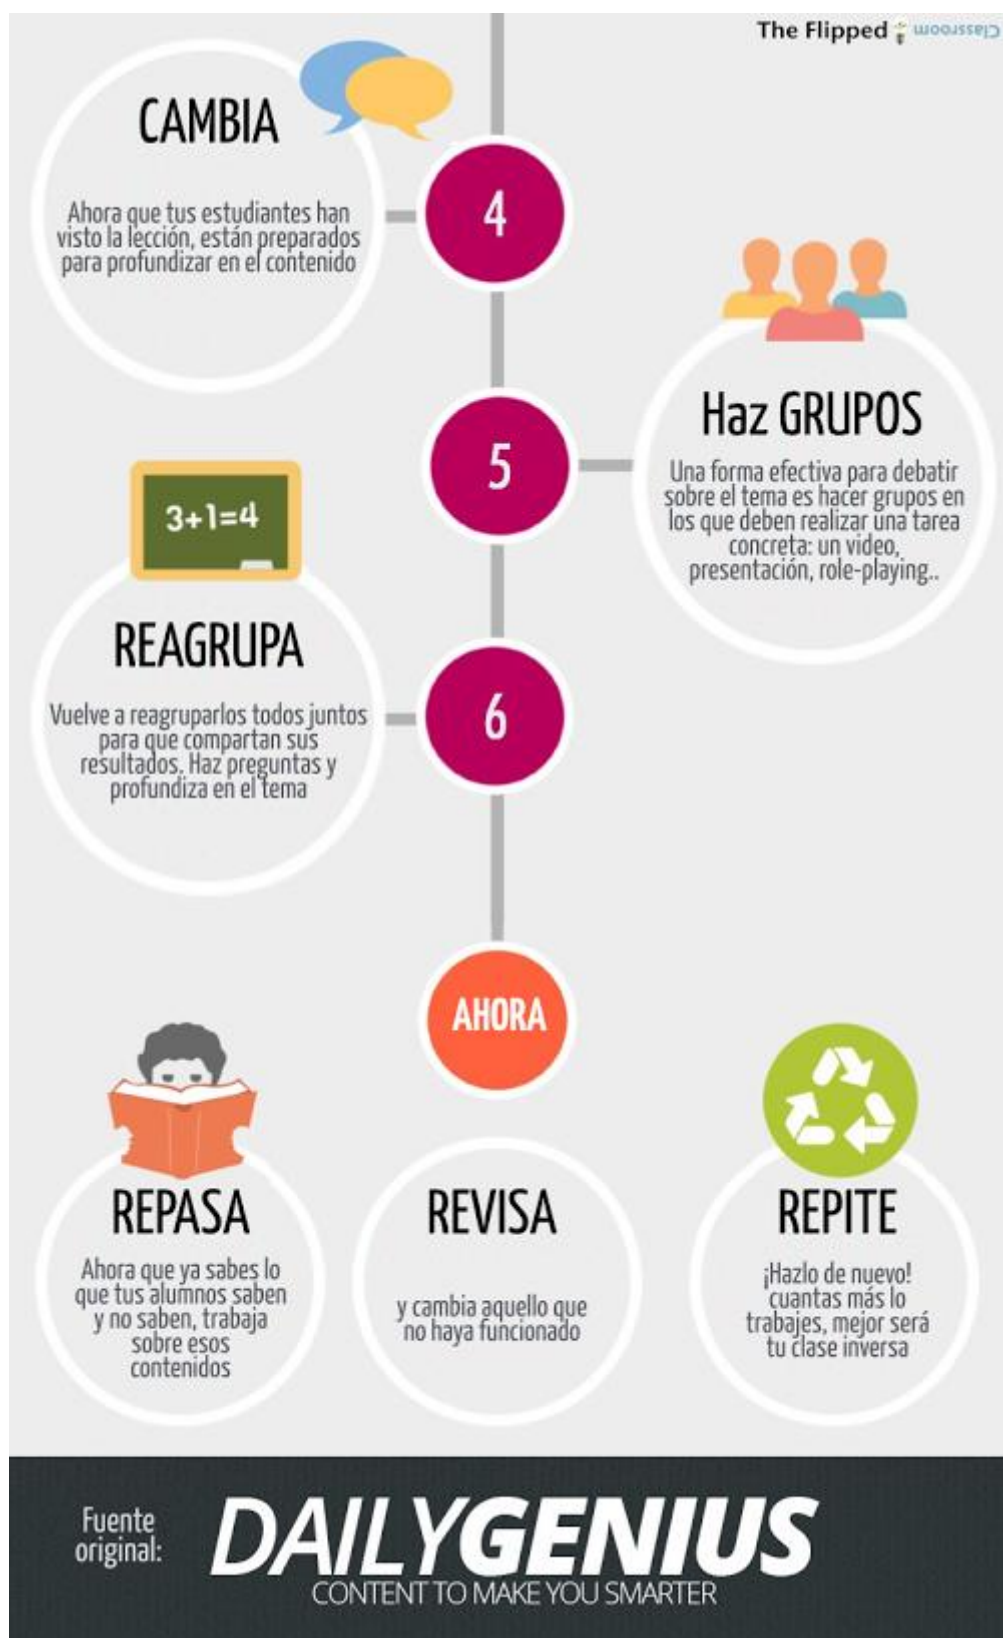 The Flipped Classroom
CAMBIA
Ahora que tus estudiantes han
visto la lección, están preparados
para profundizar en el contenido
4
Haz GRUPOS
Una forma efectiva para debatir
sobre el tema es hacer grupos en
los que deben realizar una tarea
concreta: un video,
presentación, role-playing..
5
3+1=4
REAGRUPA
Vuelve a reagruparlos todos juntos
para que compartan sus
resultados. Haz preguntas y
profundiza en el tema
6
AHORA
REPASA
Ahora que ya sabes lo
que tus alumnos saben
y no saben, trabaja
sobre esos
contenidos
REVISA
y cambia aquello que
no haya funcionado
REPITE
¡Hazlo de nuevo!
cuantas más lo
trabajes, mejor será
tu clase inversa
Fuente
original:
DAILYGENIUS
CONTENT TO MAKE YOU SMARTER